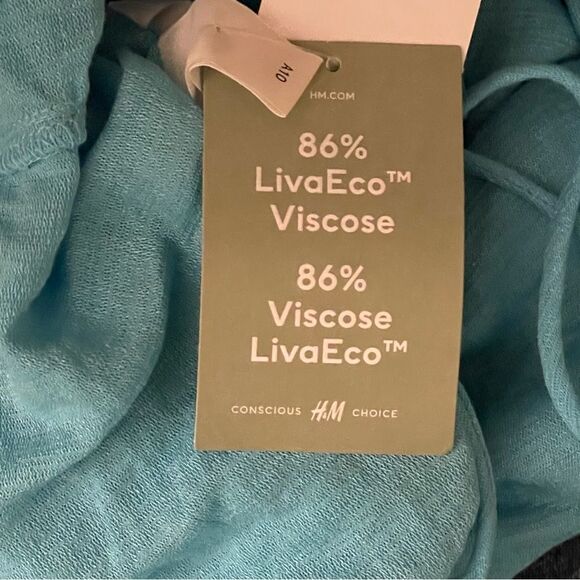 A10
HM.COM
86%
LivaEco™
Viscose
86%
Viscose
LivaEco™
CONSCIOUS H&M CHOICE